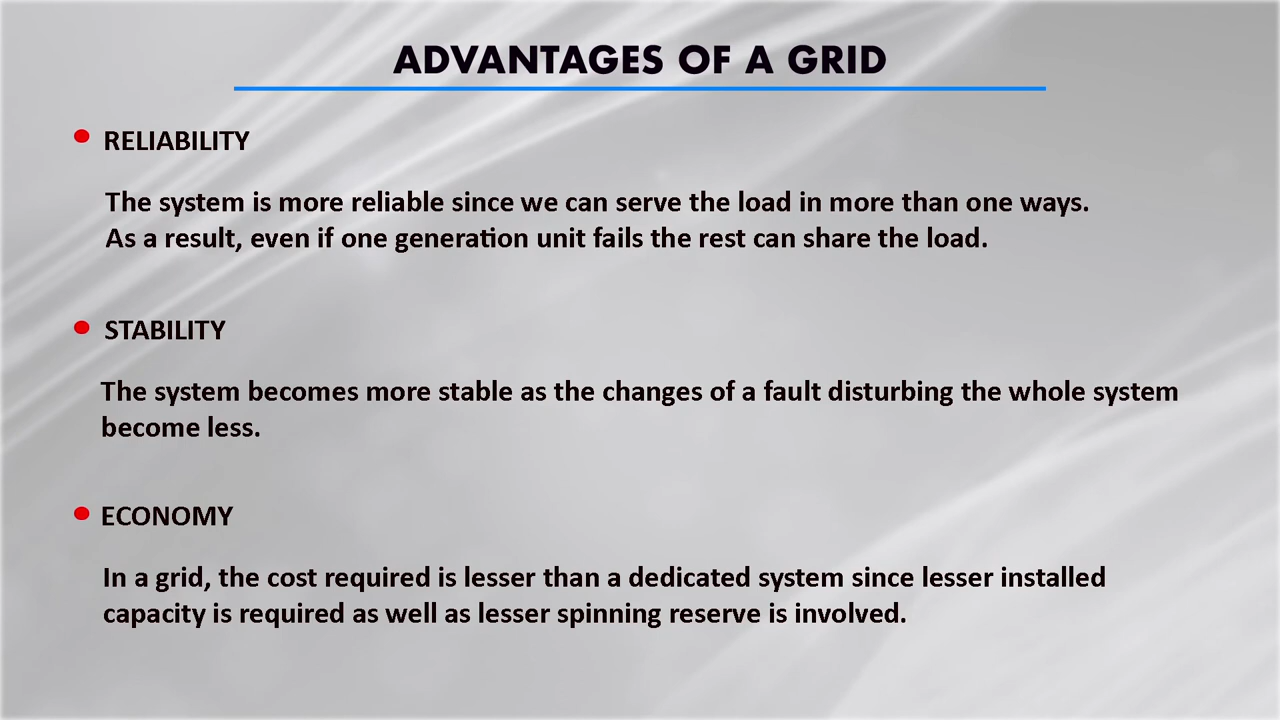 ADVANTAGES OF A GRID
RELIABILITY
The system is more reliable since we can serve the load in more than one ways.
As a result, even if one generation unit fails the rest can share the load.
STABILITY
The system becomes more stable as the changes of a fault disturbing the whole system
become less.
ECONOMY
In a grid, the cost required is lesser than a dedicated system since lesser installed
capacity is required as well as lesser spinning reserve is involved.